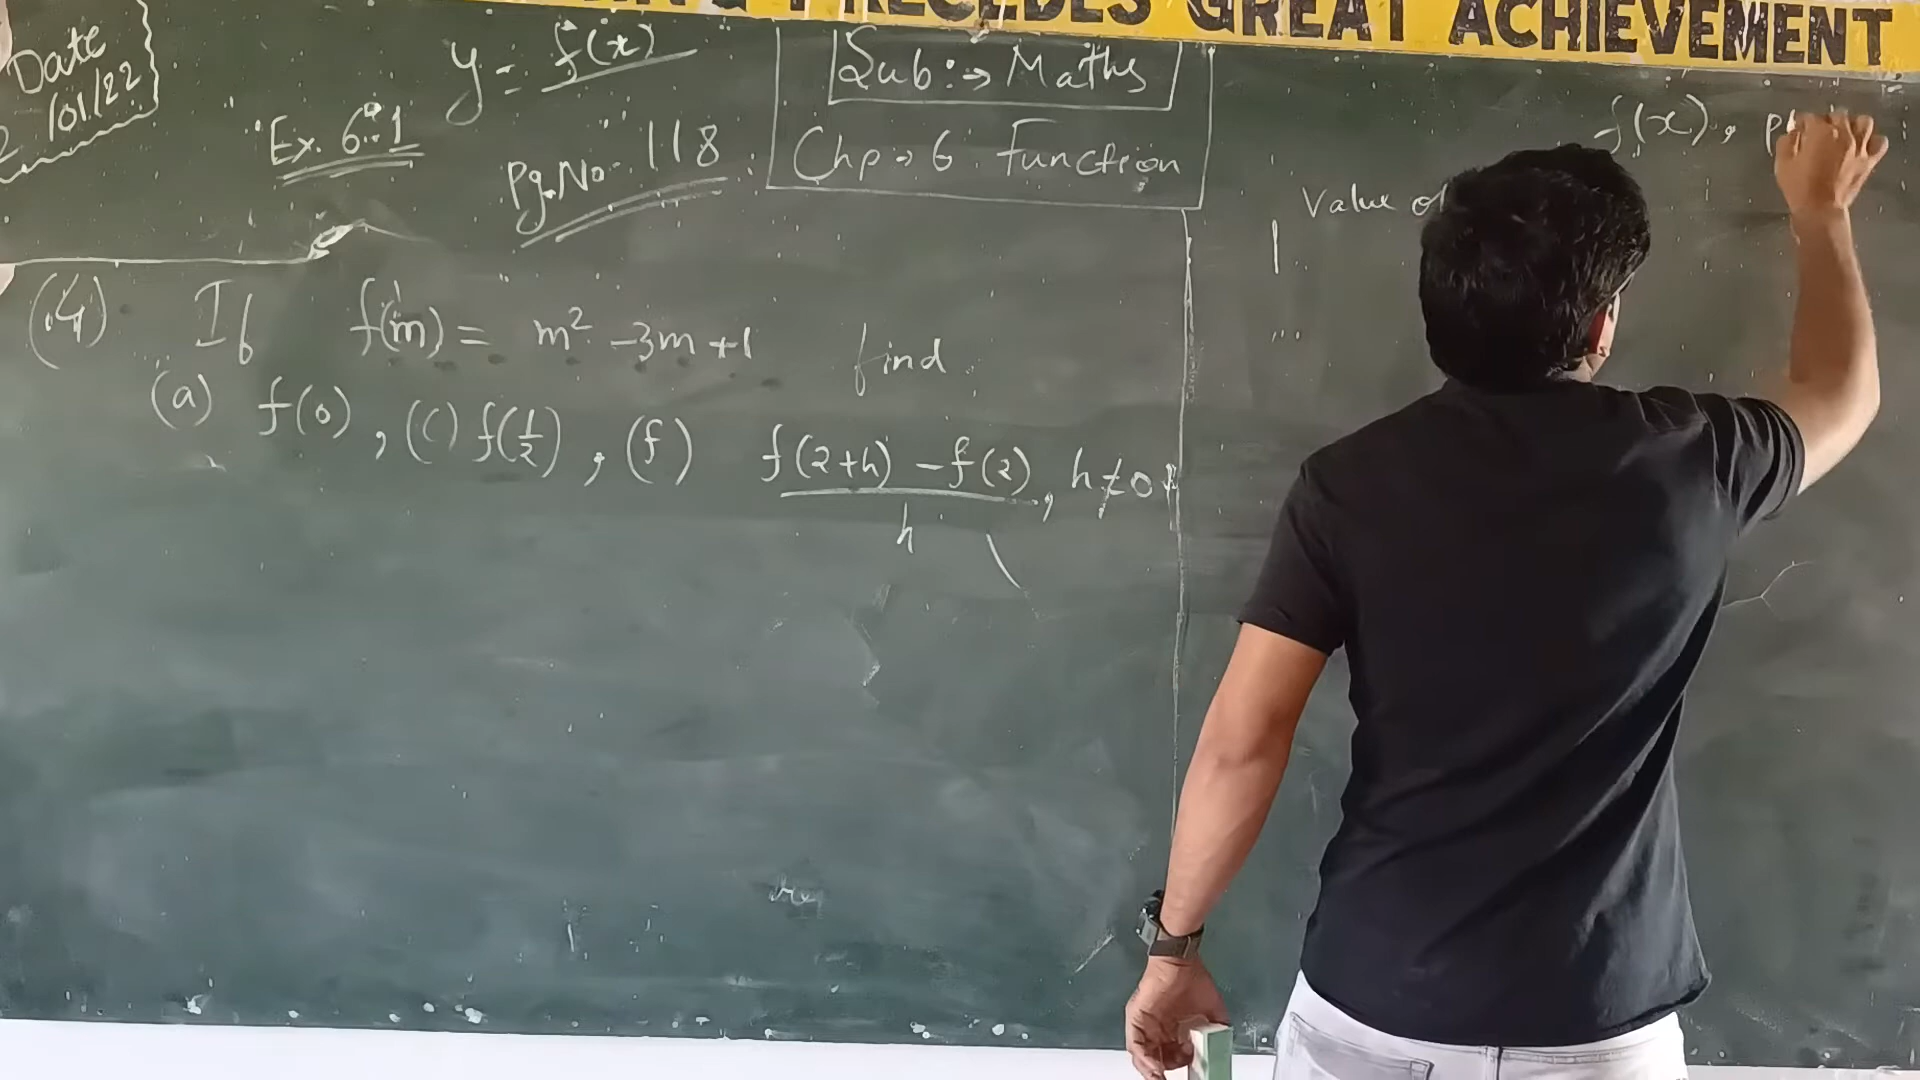 PRECEDES GREAT ACHIEVEMENT
Date
/01/22
y = f(x)
Ex. 6.1
Pg.No. 118
Sub:→ Maths
Chp→ 6 Function
f(x),
Value of
(4) If f(m) = m² -3m +1 find
(a) f(0), (c) f(1/2), (f) f(2+h) - f(2) / h, h≠0